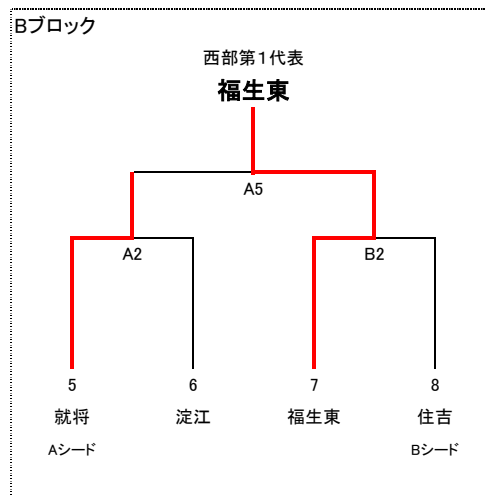 Bブロック
西部第1代表
福生東
A5
A2 B2
5 6 7 8
就将 淀江 福生東 住吉
Aシード Bシード